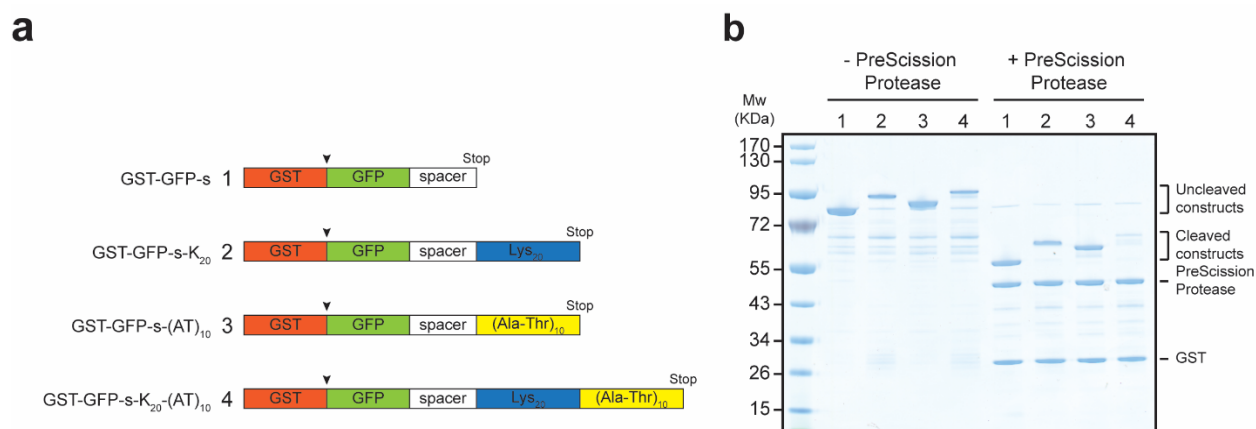 a
Stop
GST-GFP-s 1 GST GFP spacer
Stop
GST-GFP-s-K20 2 GST GFP spacer Lys20
Stop
GST-GFP-s-(AT)10 3 GST GFP spacer (Ala-Thr)10
Stop
GST-GFP-s-K20-(AT)10 4 GST GFP spacer Lys20 (Ala-Thr)10
b
- PreScission
Protease
+ PreScission
Protease
Mw
(KDa)
1 2 3 4 1 2 3 4
170
130
95
72
55
43
34
26
15
Uncleaved
constructs
Cleaved
constructs
PreScission
Protease
GST